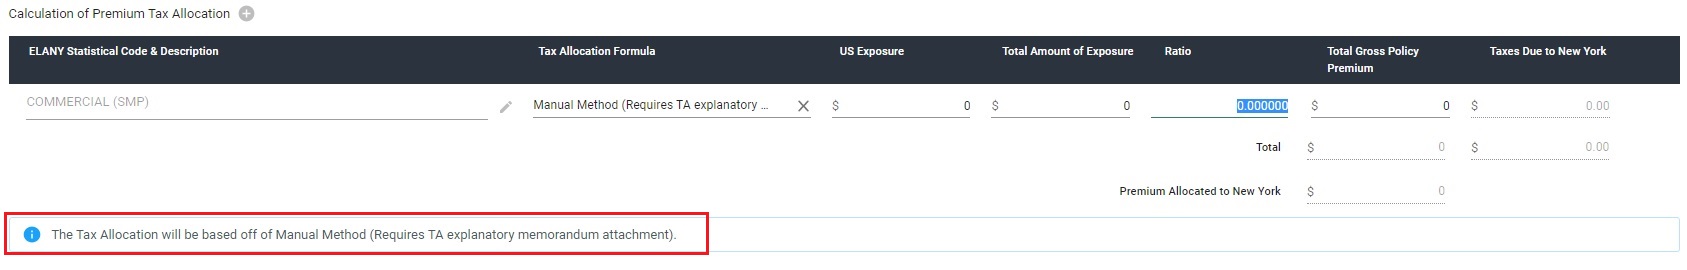 Calculation of Premium Tax Allocation
ELANY Statistical Code & Description Tax Allocation Formula US Exposure Total Amount of Exposure Ratio Total Gross Policy Premium Taxes Due to New York
COMMERCIAL (SMP) Manual Method (Requires TA explanatory ... $ 0 $ 0 0.000000 $ 0 $ 0.00
Total $ 0 $ 0.00
Premium Allocated to New York $ 0
The Tax Allocation will be based off of Manual Method (Requires TA explanatory memorandum attachment).